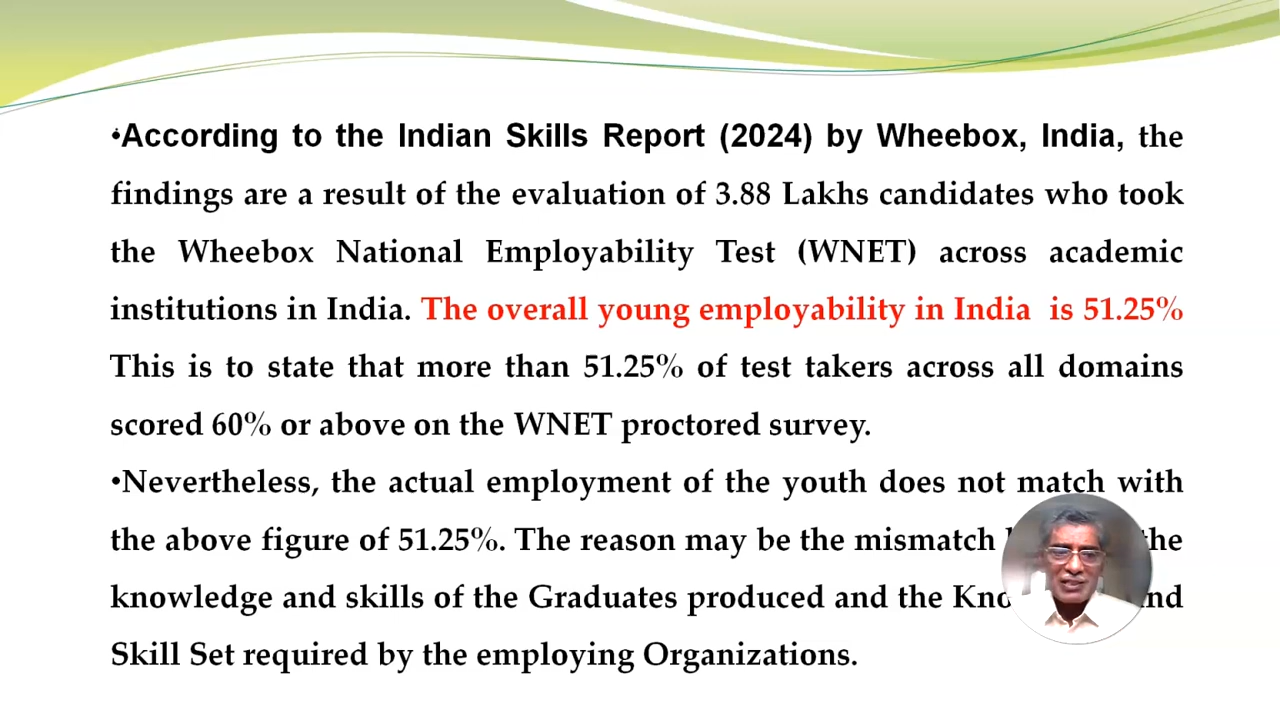 •According to the Indian Skills Report (2024) by Wheebox, India, the
findings are a result of the evaluation of 3.88 Lakhs candidates who took
the Wheebox National Employability Test (WNET) across academic
institutions in India. The overall young employability in India is 51.25%
This is to state that more than 51.25% of test takers across all domains
scored 60% or above on the WNET proctored survey.
•Nevertheless, the actual employment of the youth does not match with
the above figure of 51.25%. The reason may be the mismatch the
knowledge and skills of the Graduates produced and the
Skill Set required by the employing Organizations.